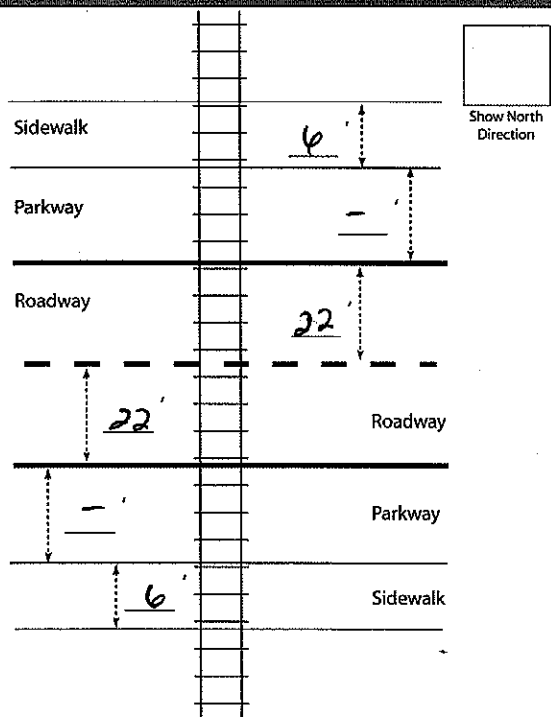 Show North
Direction
Sidewalk
6 '
Parkway
- '
Roadway
22 '
22 '
Roadway
- '
Parkway
6 '
Sidewalk